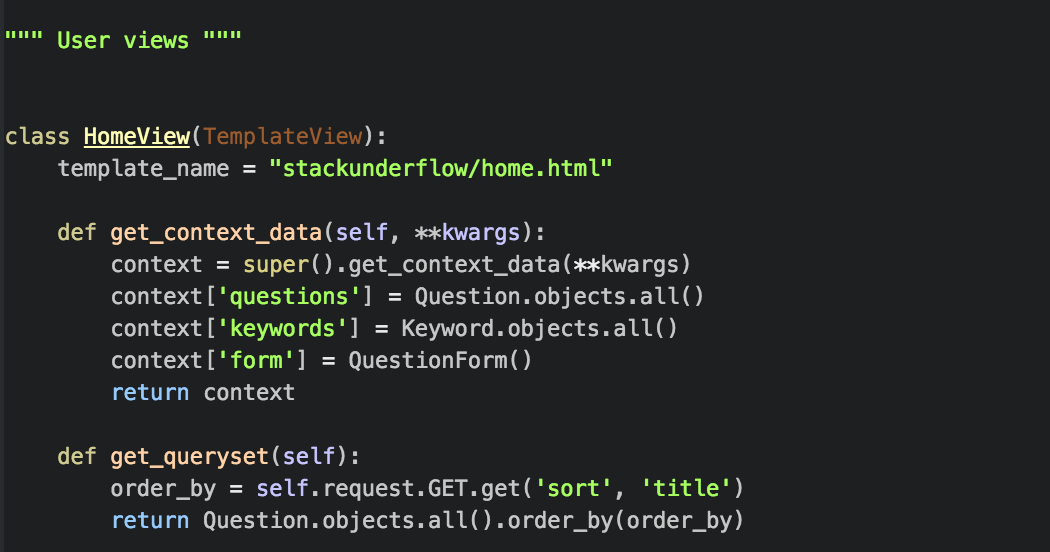 """ User views """
class HomeView(TemplateView):
    template_name = "stackunderflow/home.html"
    def get_context_data(self, **kwargs):
        context = super().get_context_data(**kwargs)
        context['questions'] = Question.objects.all()
        context['keywords'] = Keyword.objects.all()
        context['form'] = QuestionForm()
        return context
    def get_queryset(self):
        order_by = self.request.GET.get('sort', 'title')
        return Question.objects.all().order_by(order_by)